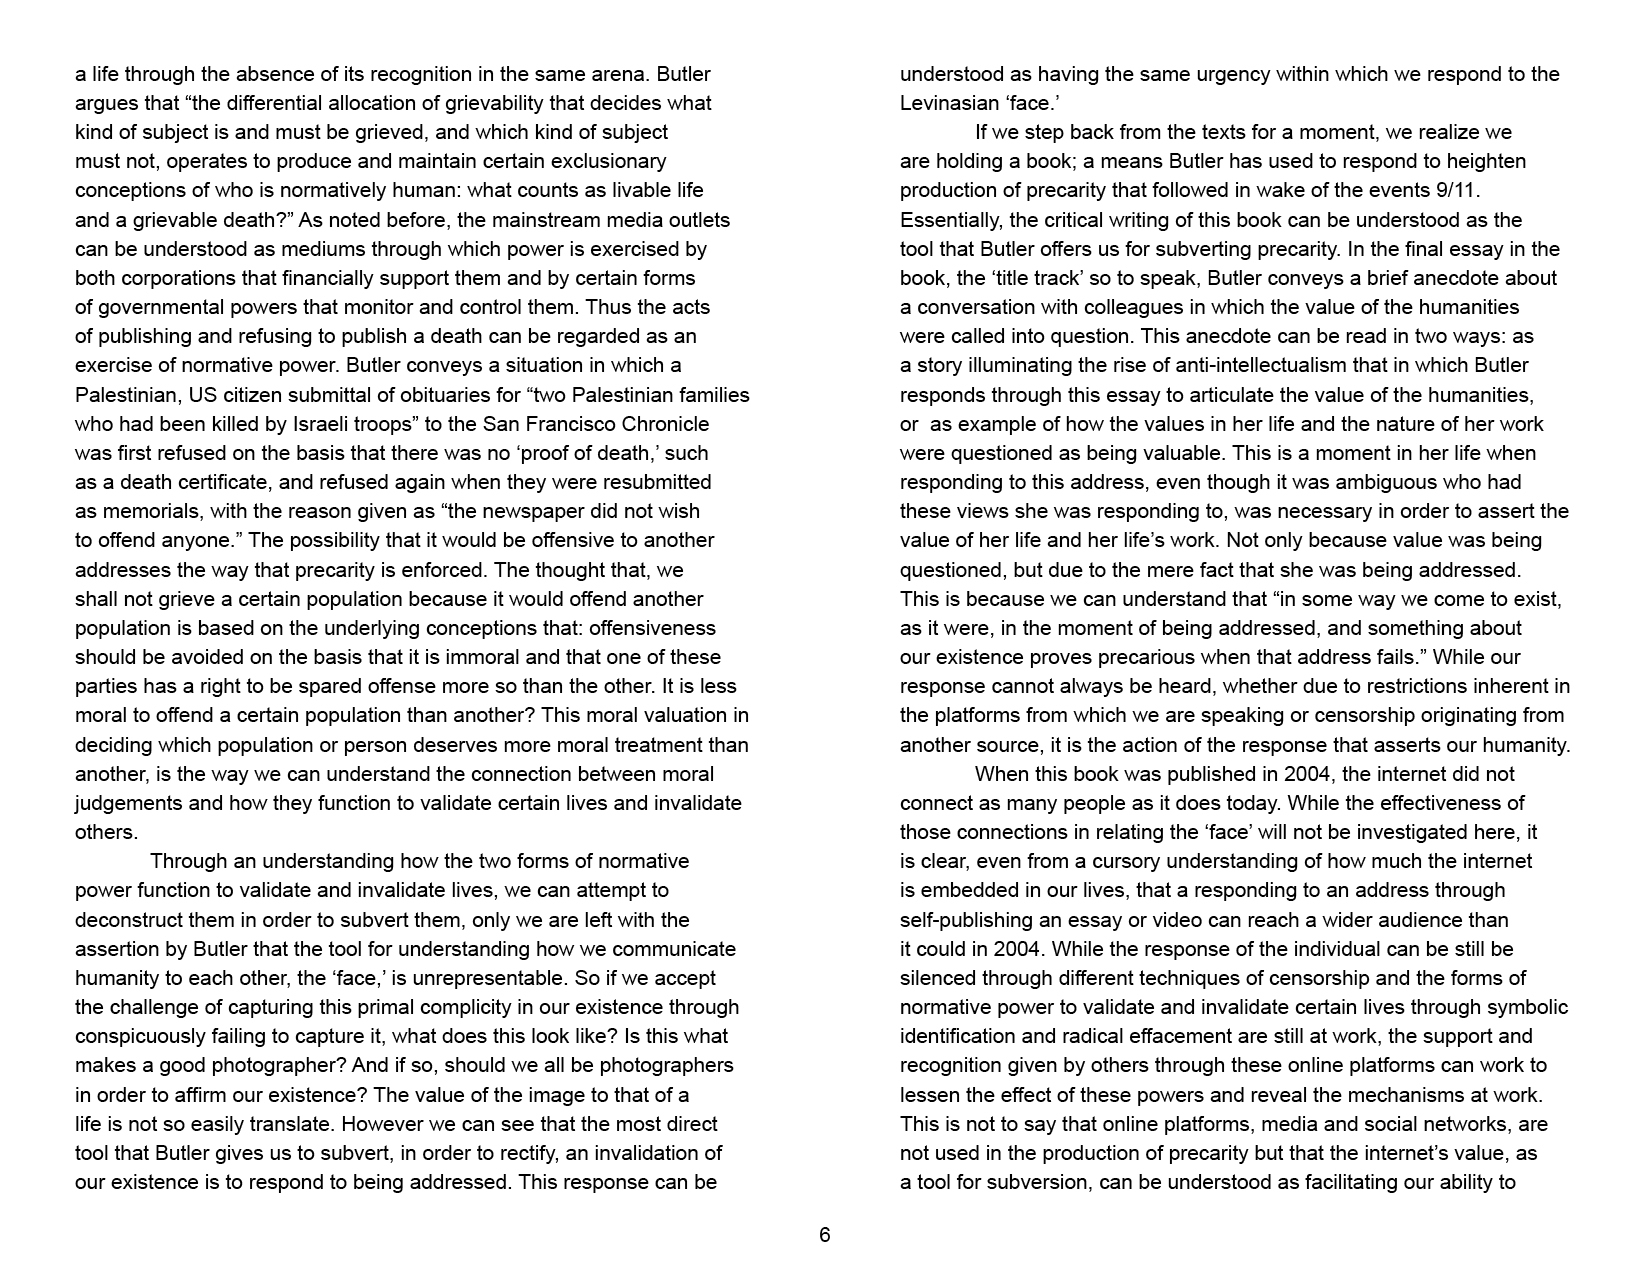 a life through the absence of its recognition in the same arena. Butler
argues that “the differential allocation of grievability that decides what
kind of subject is and must be grieved, and which kind of subject
must not, operates to produce and maintain certain exclusionary
conceptions of who is normatively human: what counts as livable life
and a grievable death?” As noted before, the mainstream media outlets
can be understood as mediums through which power is exercised by
both corporations that financially support them and by certain forms
of governmental powers that monitor and control them. Thus the acts
of publishing and refusing to publish a death can be regarded as an
exercise of normative power. Butler conveys a situation in which a
Palestinian, US citizen submittal of obituaries for “two Palestinian families
who had been killed by Israeli troops” to the San Francisco Chronicle
was first refused on the basis that there was no ‘proof of death,’ such
as a death certificate, and refused again when they were resubmitted
as memorials, with the reason given as “the newspaper did not wish
to offend anyone.” The possibility that it would be offensive to another
addresses the way that precarity is enforced. The thought that, we
shall not grieve a certain population because it would offend another
population is based on the underlying conceptions that: offensiveness
should be avoided on the basis that it is immoral and that one of these
parties has a right to be spared offense more so than the other. It is less
moral to offend a certain population than another? This moral valuation in
deciding which population or person deserves more moral treatment than
another, is the way we can understand the connection between moral
judgements and how they function to validate certain lives and invalidate
others.
Through an understanding how the two forms of normative
power function to validate and invalidate lives, we can attempt to
deconstruct them in order to subvert them, only we are left with the
assertion by Butler that the tool for understanding how we communicate
humanity to each other, the ‘face,’ is unrepresentable. So if we accept
the challenge of capturing this primal complicity in our existence through
conspicuously failing to capture it, what does this look like? Is this what
makes a good photographer? And if so, should we all be photographers
in order to affirm our existence? The value of the image to that of a
life is not so easily translate. However we can see that the most direct
tool that Butler gives us to subvert, in order to rectify, an invalidation of
our existence is to respond to being addressed. This response can be
understood as having the same urgency within which we respond to the
Levinasian ‘face.’
If we step back from the texts for a moment, we realize we
are holding a book; a means Butler has used to respond to heighten
production of precarity that followed in wake of the events 9/11.
Essentially, the critical writing of this book can be understood as the
tool that Butler offers us for subverting precarity. In the final essay in the
book, the ‘title track’ so to speak, Butler conveys a brief anecdote about
a conversation with colleagues in which the value of the humanities
were called into question. This anecdote can be read in two ways: as
a story illuminating the rise of anti-intellectualism that in which Butler
responds through this essay to articulate the value of the humanities,
or  as example of how the values in her life and the nature of her work
were questioned as being valuable. This is a moment in her life when
responding to this address, even though it was ambiguous who had
these views she was responding to, was necessary in order to assert the
value of her life and her life’s work. Not only because value was being
questioned, but due to the mere fact that she was being addressed.
This is because we can understand that “in some way we come to exist,
as it were, in the moment of being addressed, and something about
our existence proves precarious when that address fails.” While our
response cannot always be heard, whether due to restrictions inherent in
the platforms from which we are speaking or censorship originating from
another source, it is the action of the response that asserts our humanity.
When this book was published in 2004, the internet did not
connect as many people as it does today. While the effectiveness of
those connections in relating the ‘face’ will not be investigated here, it
is clear, even from a cursory understanding of how much the internet
is embedded in our lives, that a responding to an address through
self-publishing an essay or video can reach a wider audience than
it could in 2004. While the response of the individual can be still be
silenced through different techniques of censorship and the forms of
normative power to validate and invalidate certain lives through symbolic
identification and radical effacement are still at work, the support and
recognition given by others through these online platforms can work to
lessen the effect of these powers and reveal the mechanisms at work.
This is not to say that online platforms, media and social networks, are
not used in the production of precarity but that the internet’s value, as
a tool for subversion, can be understood as facilitating our ability to
6